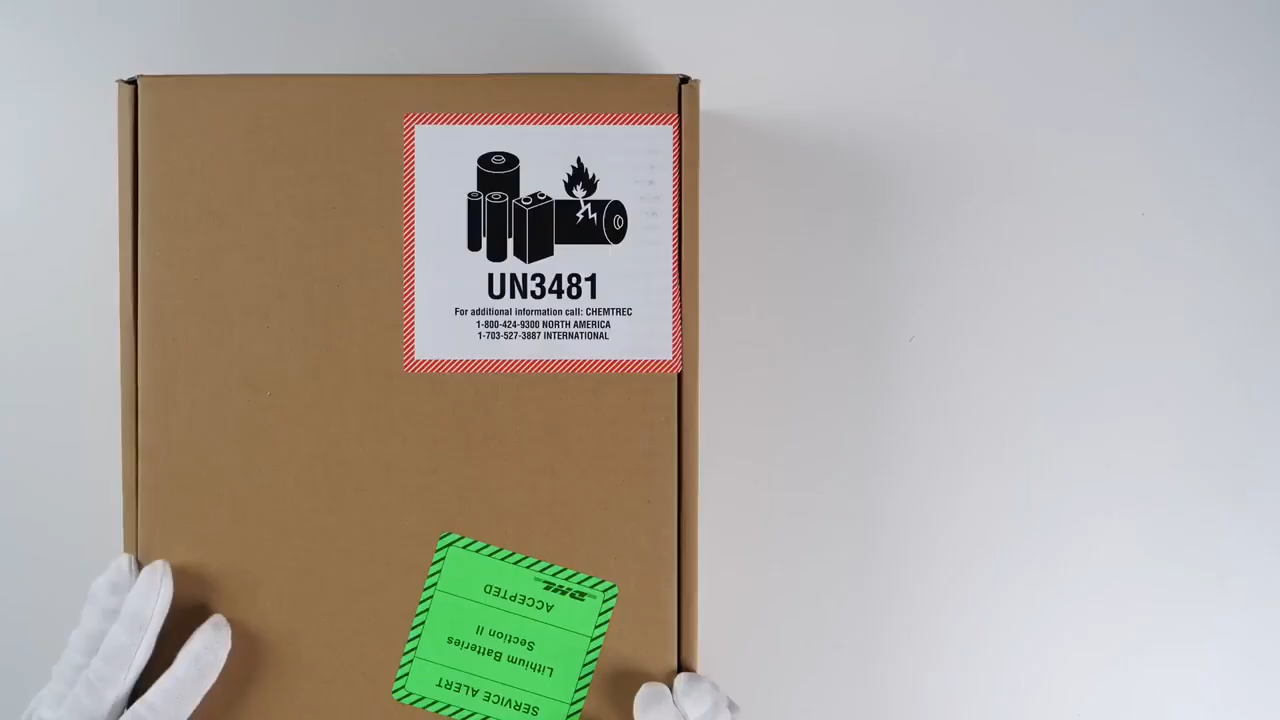 UN3481
For additional information call: CHEMTREC
1-800-424-9300 NORTH AMERICA
1-703-527-3887 INTERNATIONAL
SERVICE ALERT
Lithium Batteries
Section II
ACCEPTED
DHL